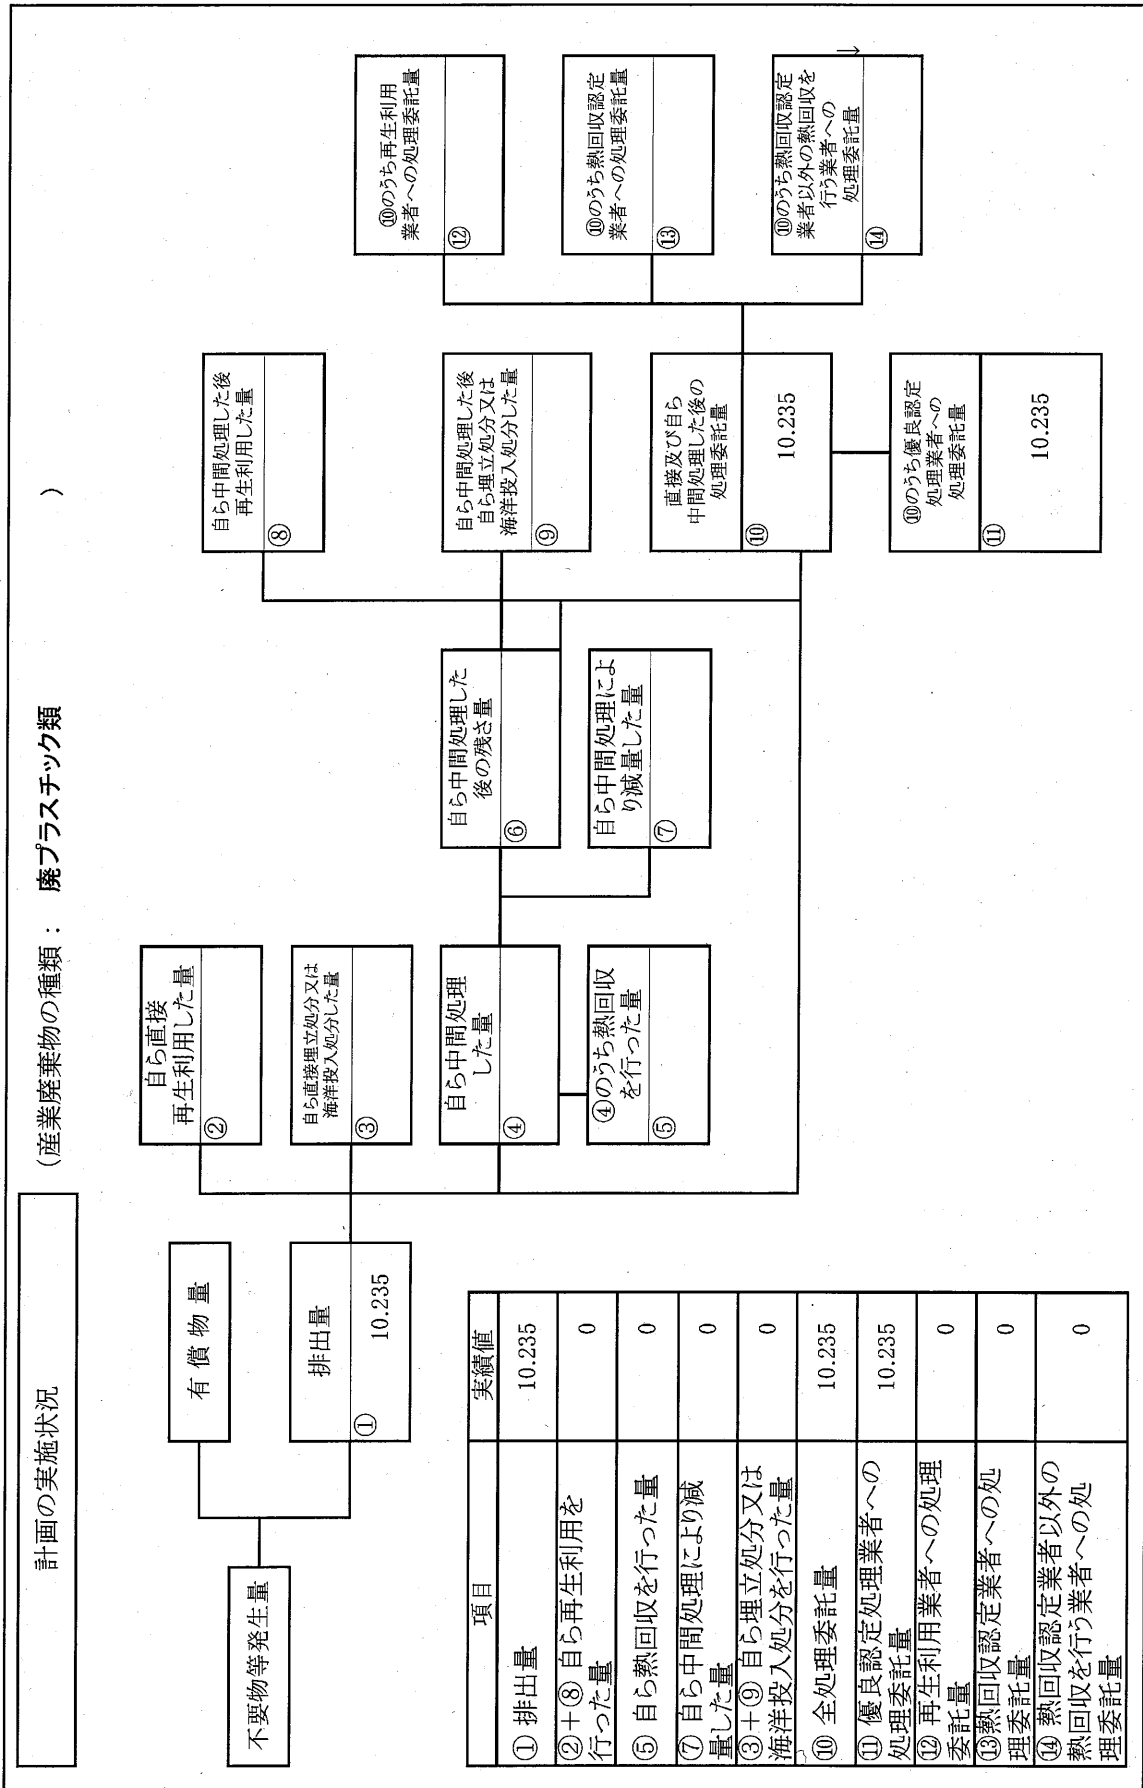 計画の実施状況
(産業廃棄物の種類： 廃プラスチック類 )
不要物等発生量
有償物量
排出量
①
10.235
自ら直接
再生利用した量
②
自ら直接埋立処分又は
海洋投入処分した量
③
自ら中間処理
した量
④
④のうち熱回収
を行った量
⑤
自ら中間処理した
後の残さ量
⑥
自ら中間処理によ
り減量した量
⑦
自ら中間処理した後
再生利用した量
⑧
自ら中間処理した後
自ら埋立処分又は
海洋投入処分した量
⑨
直接及び自ら
中間処理した後の
処理委託量
⑩
10.235
⑩のうち優良認定
処理業者への
処理委託量
⑪
10.235
⑩のうち再生利用
業者への処理委託量
⑫
⑩のうち熱回収認定
業者への処理委託量
⑬
⑩のうち熱回収認定
業者以外の熱回収を
行う業者への
処理委託量
⑭
項目 実績値
①排出量 10.235
②＋⑧ 自ら再生利用を
行った量 0
⑤ 自ら熱回収を行った量 0
⑦ 自ら中間処理により減
量した量 0
③＋⑨ 自ら埋立処分又は
海洋投入処分を行った量 0
⑩ 全処理委託量 10.235
⑪ 優良認定処理業者への
処理委託量 10.235
⑫ 再生利用業者への処理
委託量 0
⑬熱回収認定業者への処
理委託量 0
⑭ 熱回収認定業者以外の
熱回収を行う業者への処
理委託量 0